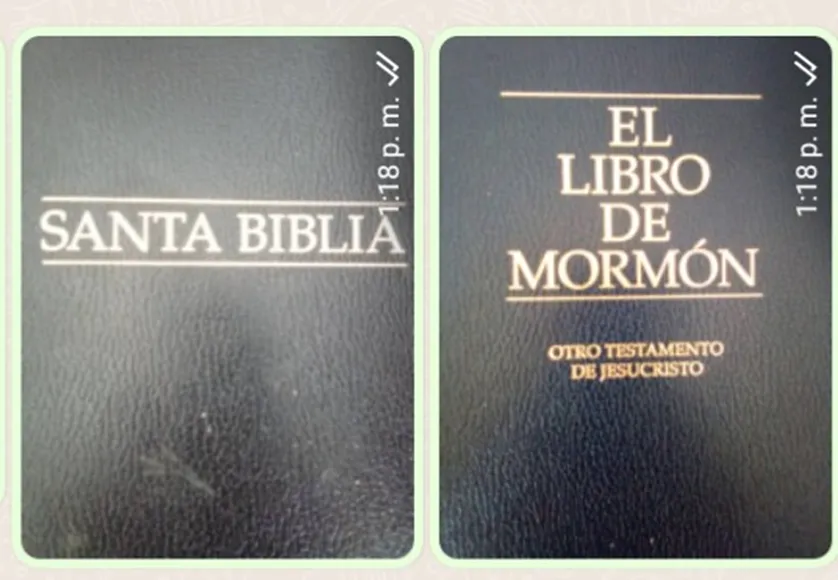 SANTA BIBLIA
1:18 p. m.
EL
LIBRO
DE
MORMÓN
OTRO TESTAMENTO
DE JESUCRISTO
1:18 p. m.